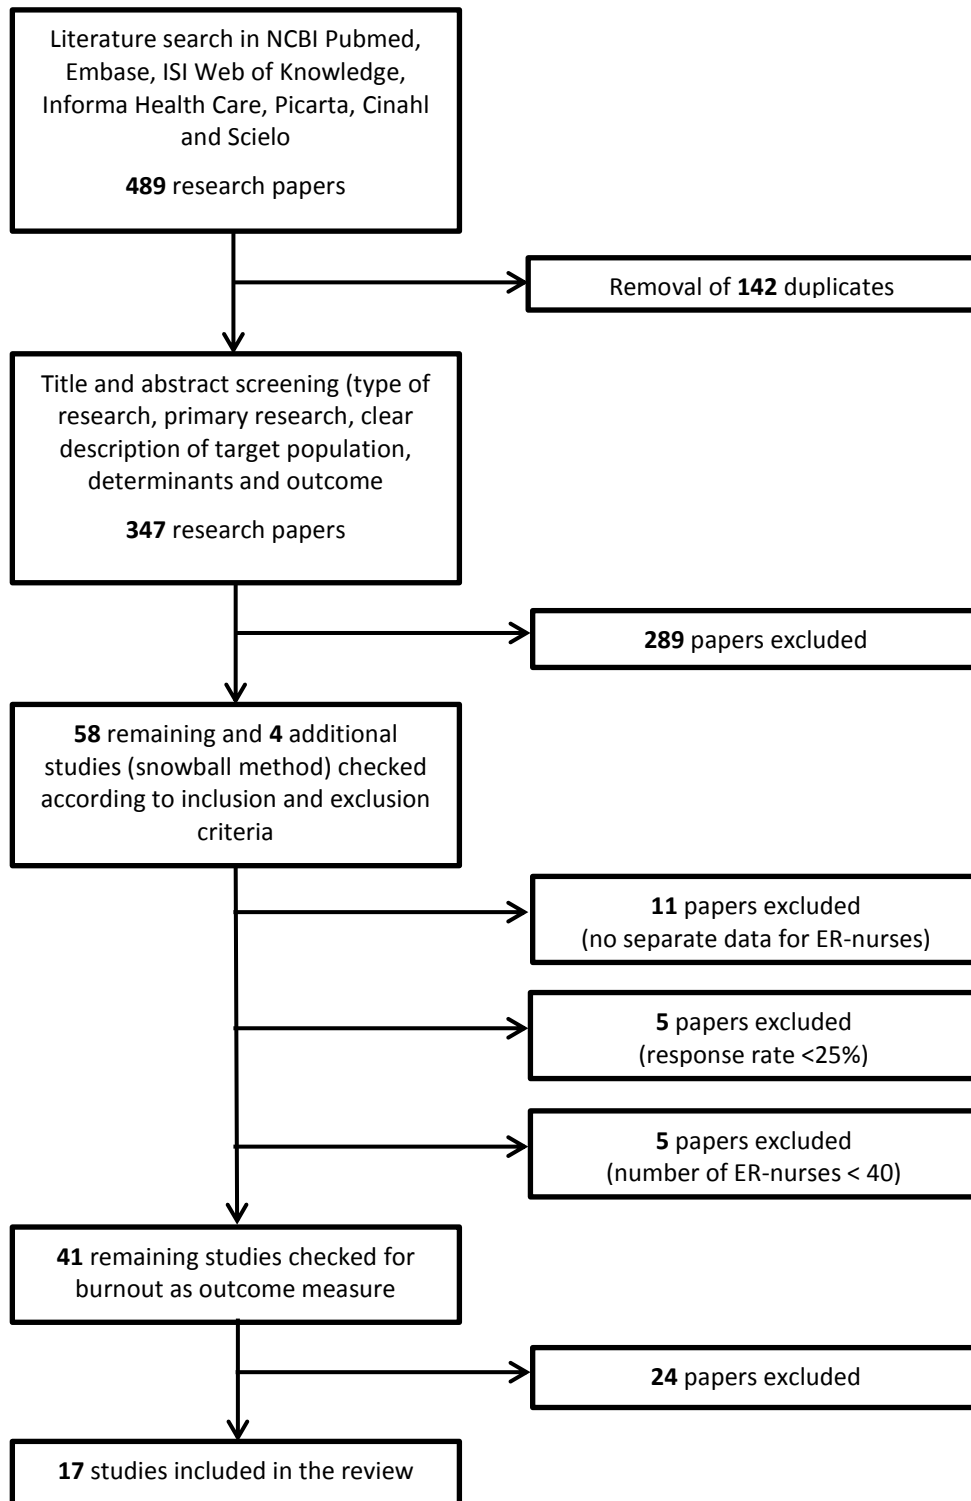 Literature search in NCBI Pubmed,
Embase, ISI Web of Knowledge,
Informa Health Care, Picarta, Cinahl
and Scielo
489 research papers
Removal of 142 duplicates
Title and abstract screening (type of
research, primary research, clear
description of target population,
determinants and outcome
347 research papers
289 papers excluded
58 remaining and 4 additional
studies (snowball method) checked
according to inclusion and exclusion
criteria
11 papers excluded
(no separate data for ER-nurses)
5 papers excluded
(response rate <25%)
5 papers excluded
(number of ER-nurses < 40)
41 remaining studies checked for
burnout as outcome measure
24 papers excluded
17 studies included in the review